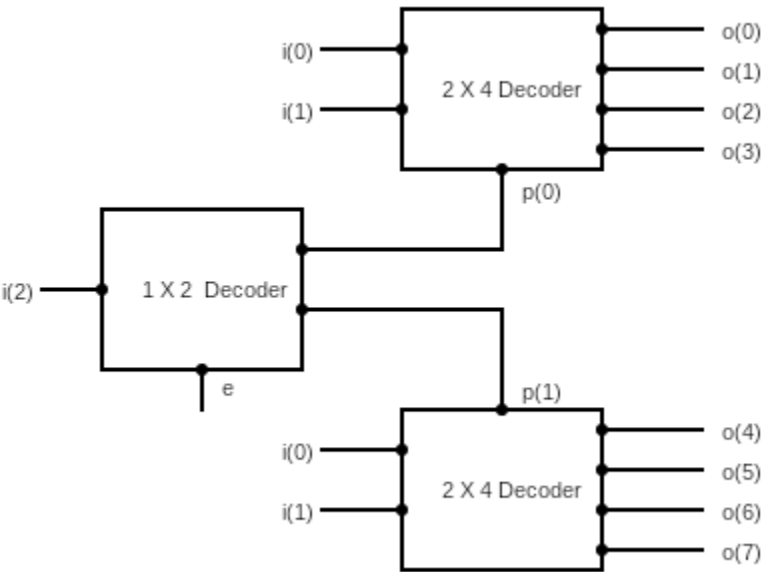 i(0)
i(1)
2 X 4 Decoder
o(0)
o(1)
o(2)
o(3)
p(0)
i(2)
1 X 2 Decoder
e
p(1)
i(0)
i(1)
2 X 4 Decoder
o(4)
o(5)
o(6)
o(7)